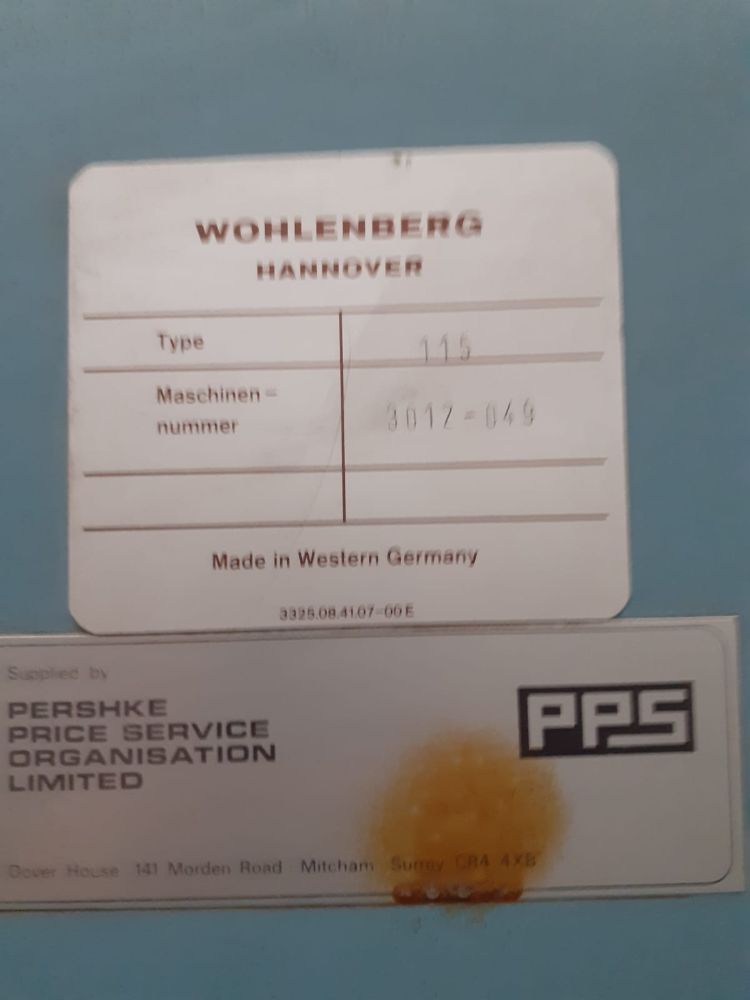 WOHLENBERG
HANNOVER
Type 115
Maschinen-
nummer 3012-049
Made in Western Germany
3325.08.41.07-00 E
Supplied by
PERSHKE
PRICE SERVICE
ORGANISATION
LIMITED
PPS
Dover House 141 Morden Road Mitcham Surrey CR4 4XB